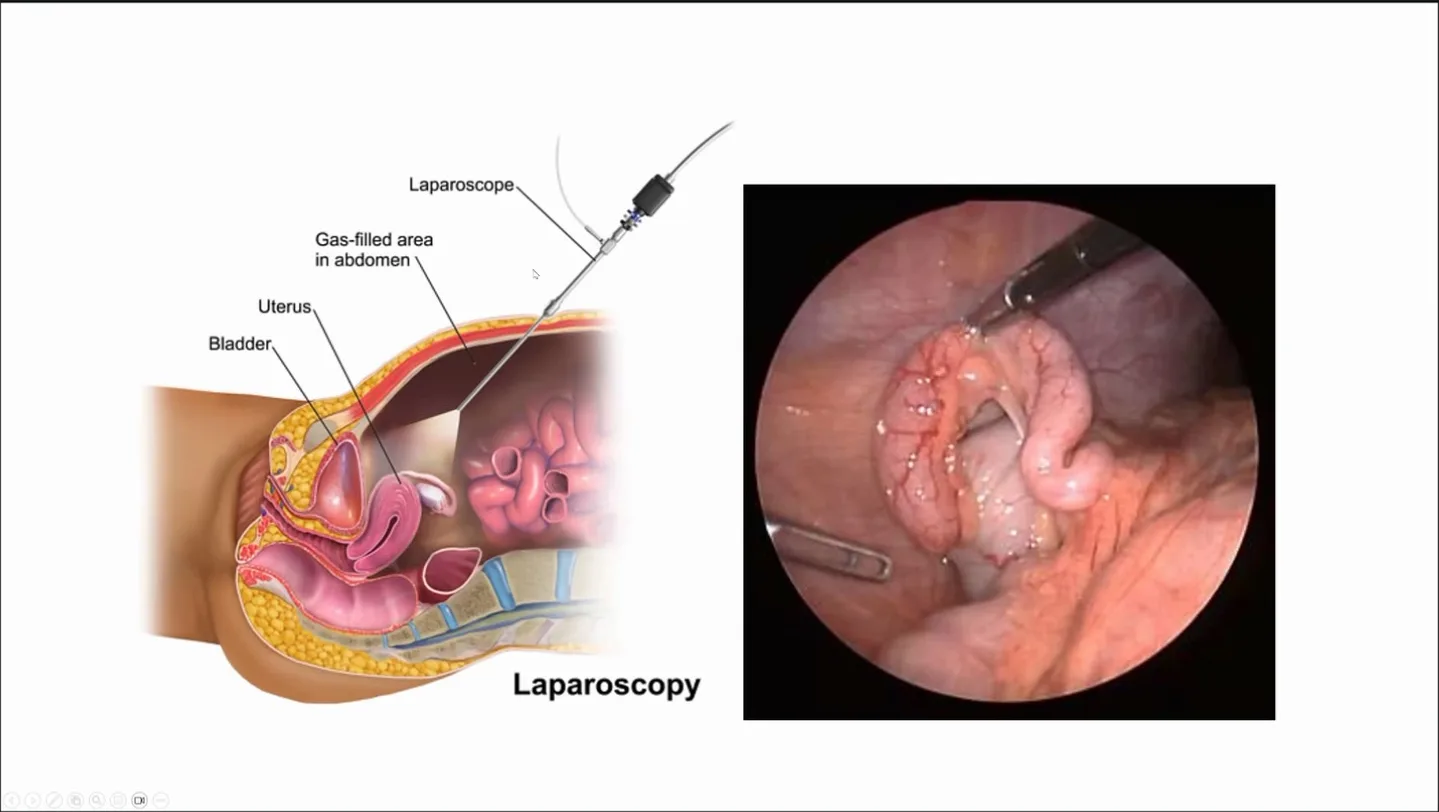 Laparoscope
Gas-filled area
in abdomen
Uterus
Bladder
Laparoscopy